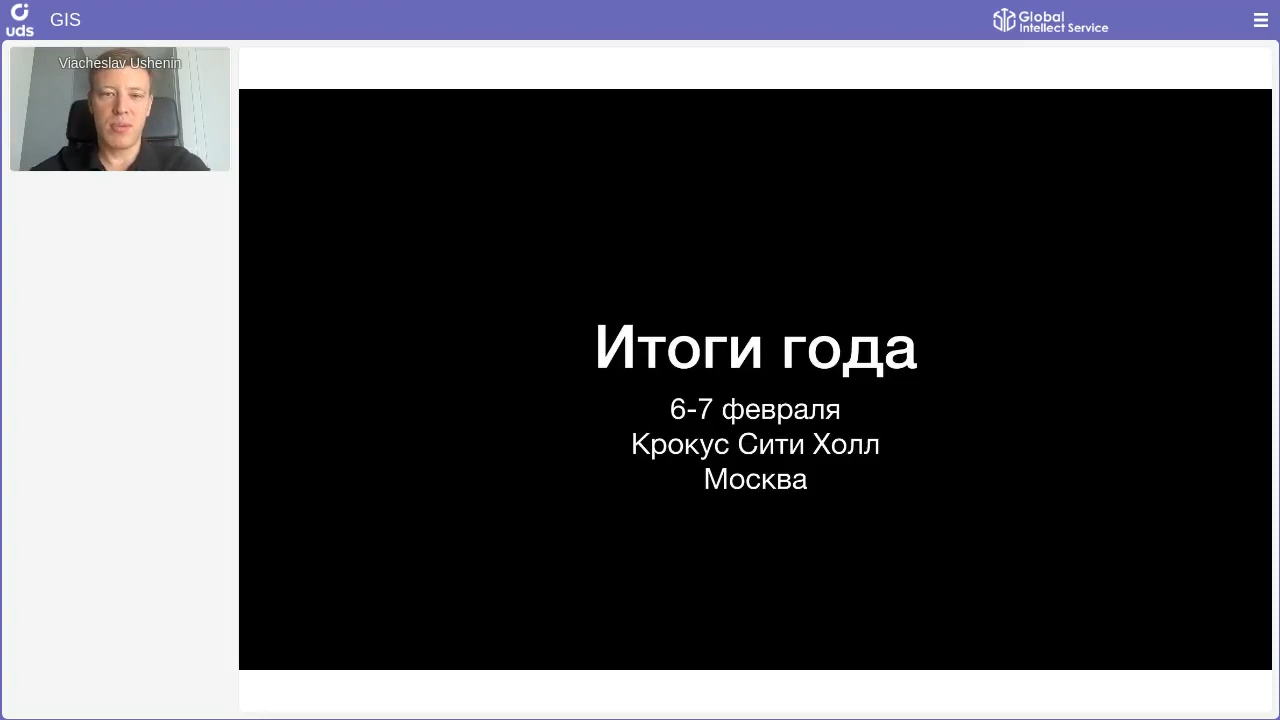 uds
GIS
Global
Intellect Service
Viacheslav Ushenin
Итоги года
6-7 февраля
Крокус Сити Холл
Москва